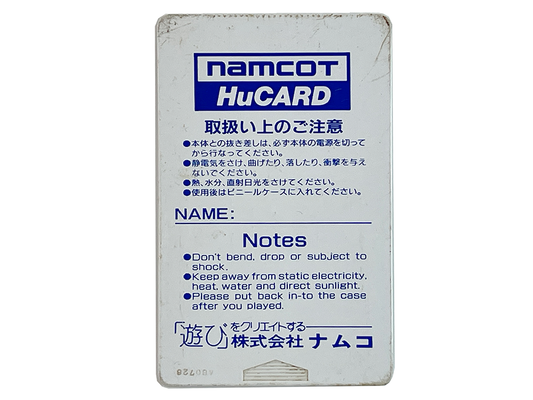 namcot
HuCARD
取扱い上のご注意
●本体との抜き差しは、必ず本体の電源を切って
から行なってください。
●静電気をさけ、曲げたり、落したり、衝撃を与え
ないでください。
●熱、水分、直射日光をさけてください。
●使用後はビニールケースに入れてください。
NAME:
Notes
●Don't bend, drop or subject to
shock.
●Keep away from static electricity,
heat, water and direct sunlight.
●Please put back in-to the case
after you played.
「遊び」をクリエイトする
株式会社 ナムコ